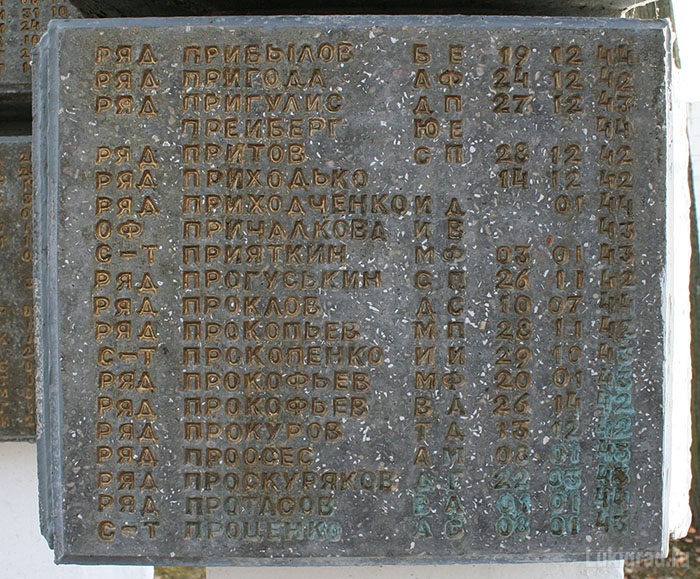 РЯД ПРИБЫЛОВ Б Е 19 12 44
РЯД ПРИГОДА А Ф 24 12 42
РЯД ПРИГУЛИС Д П 27 12 43
ПРЕЙБЕРГ Ю Е 44
РЯД ПРИТОВ С П 28 12 42
РЯД ПРИХОДЬКО 14 12 42
РЯД ПРИХОДЧЕНКО И Д 01 44
ОФ ПРИЧАЛКОВА И В 43
С-Т ПРИЯТКИН М Ф 03 01 43
РЯД ПРОГУСЬКИН С П 26 11 42
РЯД ПРОКЛОВ Д С 10 07 44
РЯД ПРОКОПЬЕВ М П 28 11
С-Т ПРОКОПЕНКО И И 29 10
РЯД ПРОКОФЬЕВ М Ф 20 01
РЯД ПРОКОФЬЕВ В А 26 14
РЯД ПРОКУРОВ Т Д 13 12
РЯД ПРООСЕС А М
РЯД ПРОСКУРЯКОВ 22
РЯД ПРОТАСОВ 01 01
С-Т ПРОЦЕНКО А С 08 01 43